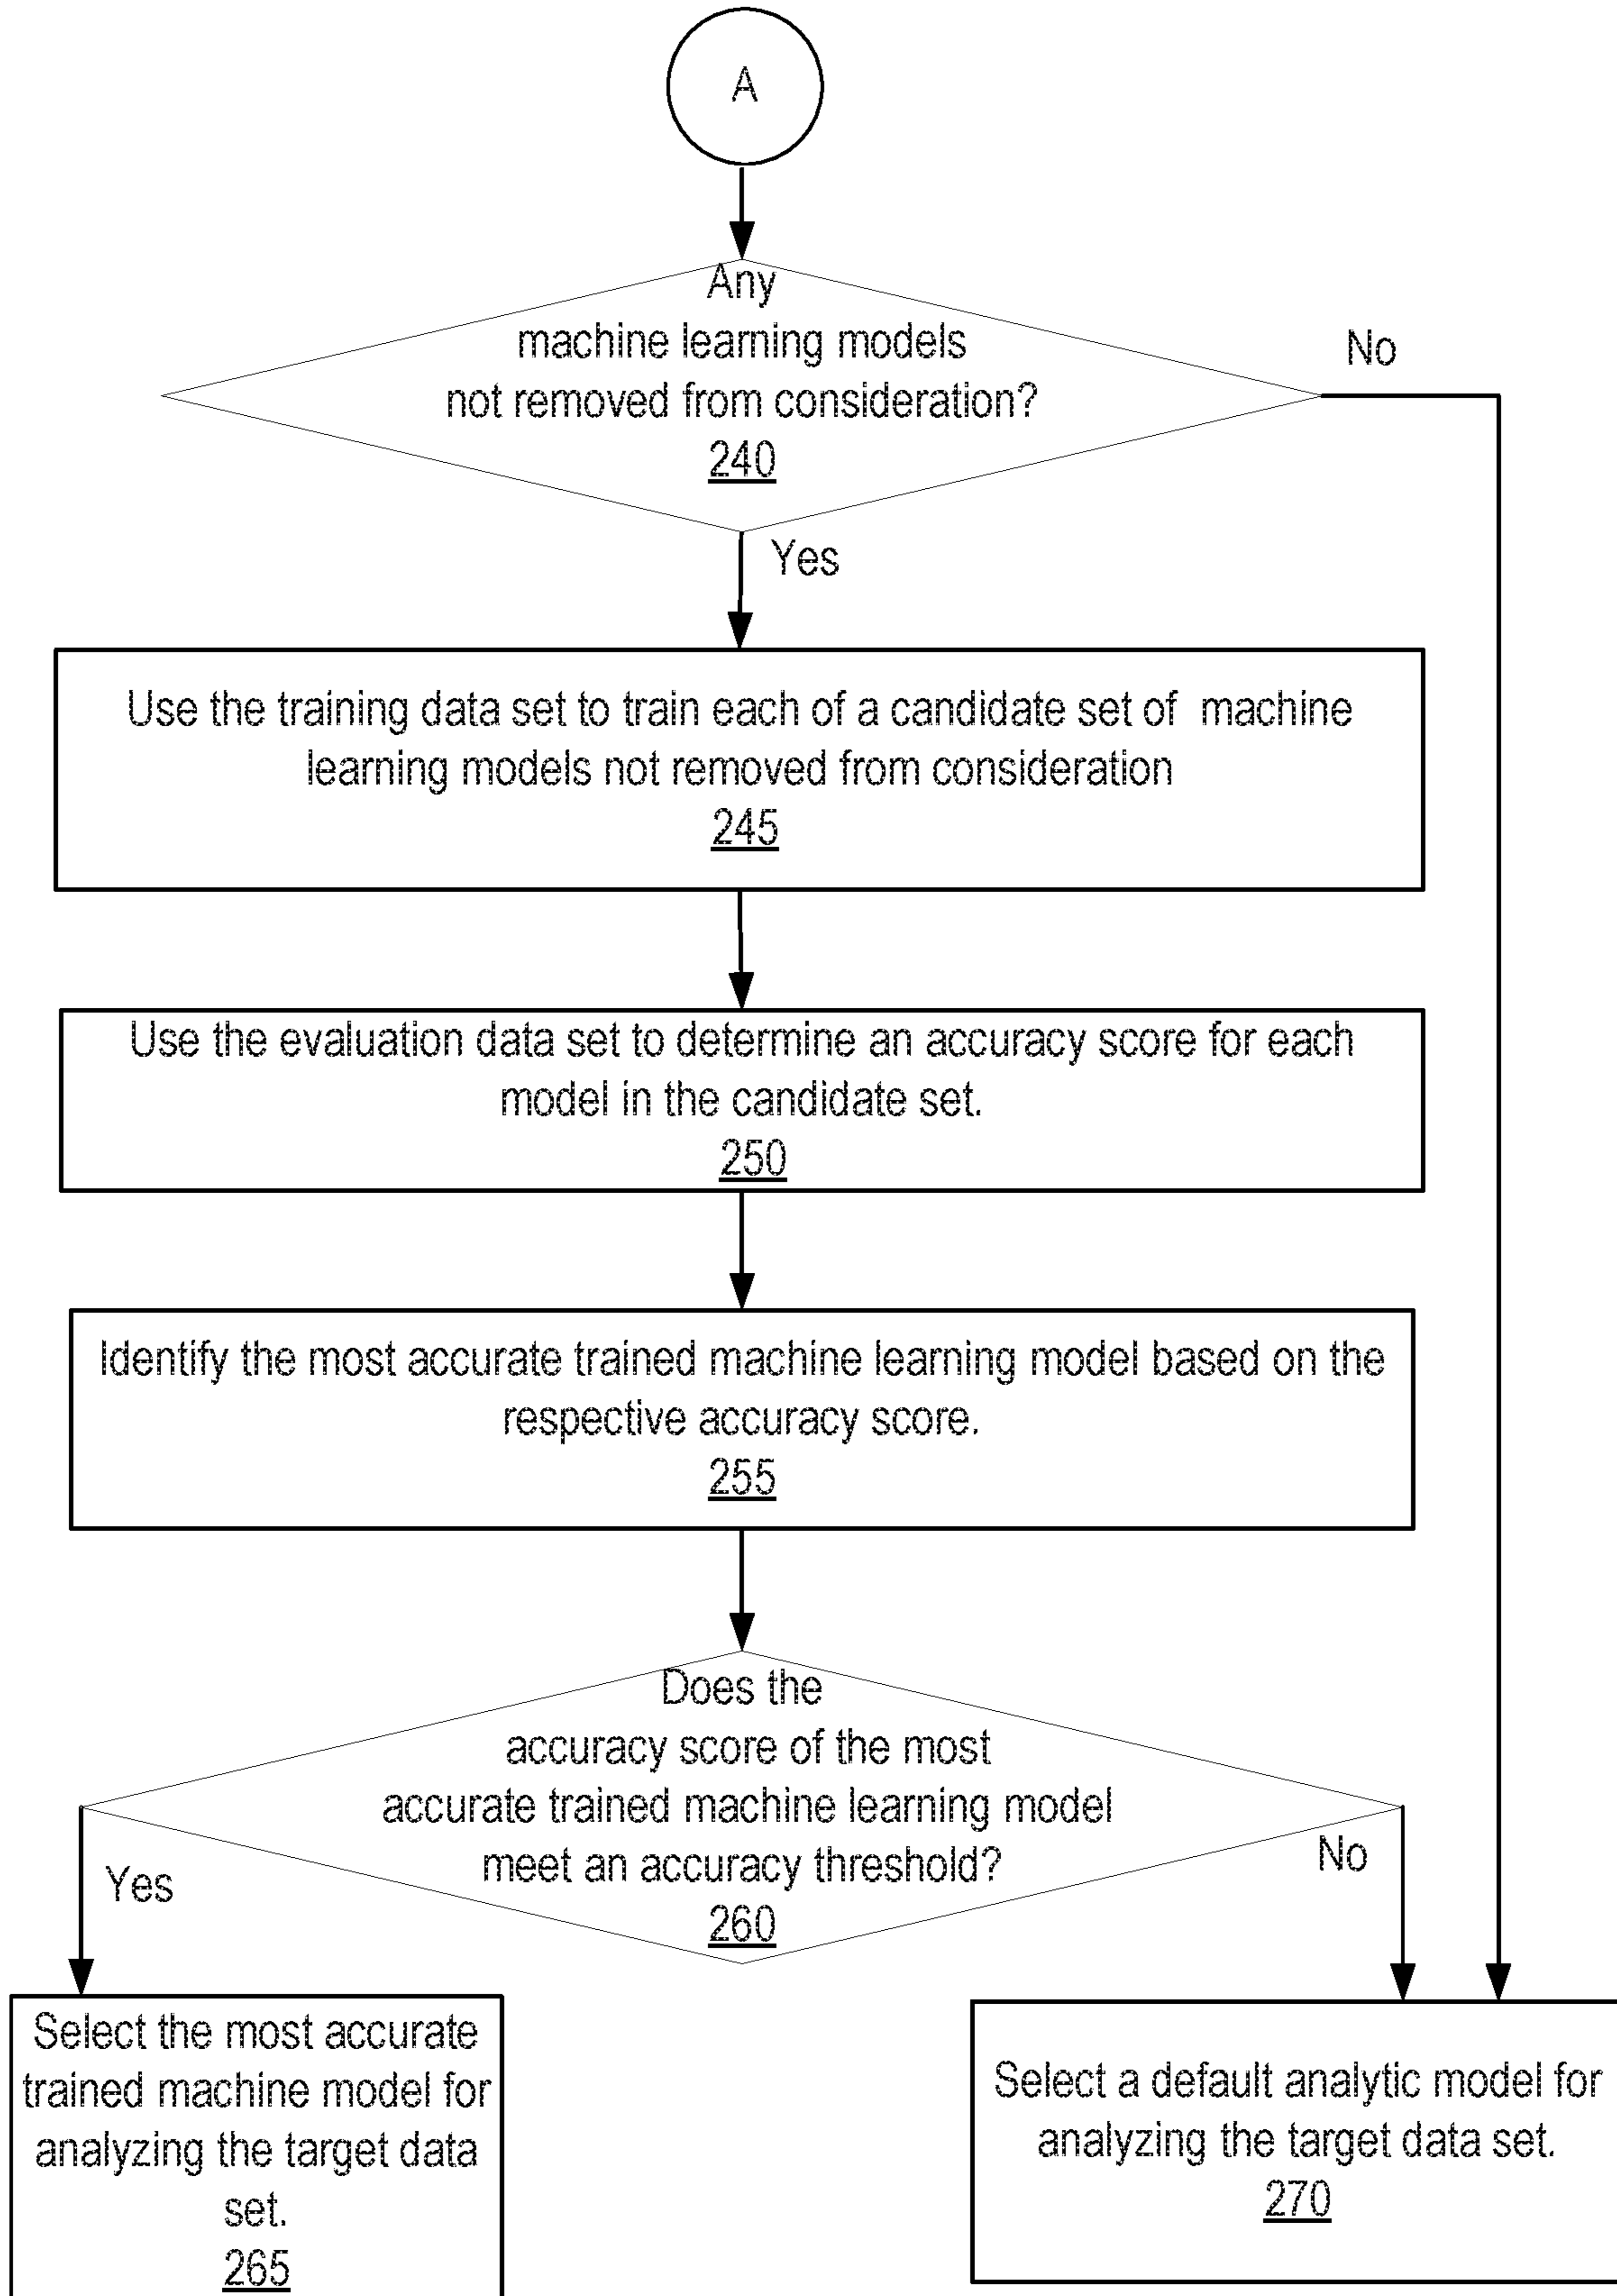 A
Any
machine learning models
not removed from consideration?
240
No
Yes
Use the training data set to train each of a candidate set of machine
learning models not removed from consideration
245
Use the evaluation data set to determine an accuracy score for each
model in the candidate set.
250
Identify the most accurate trained machine learning model based on the
respective accuracy score.
255
Does the
accuracy score of the most
accurate trained machine learning model
meet an accuracy threshold?
260
Yes
No
Select the most accurate
trained machine model for
analyzing the target data
set.
265
Select a default analytic model for
analyzing the target data set.
270